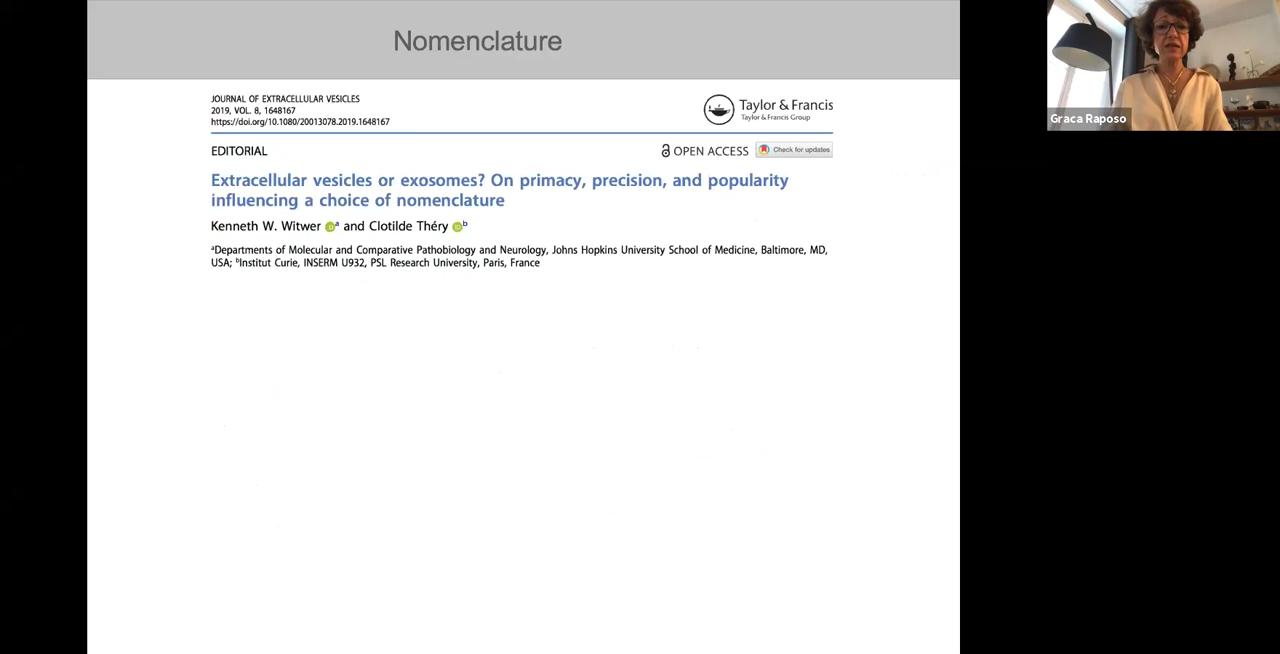 Nomenclature
JOURNAL OF EXTRACELLULAR VESICLES
2019, VOL. 8, 1648167
https://doi.org/10.1080/20013078.2019.1648167
Taylor & Francis
Taylor & Francis Group
EDITORIAL
OPEN ACCESS
Check for updates
Extracellular vesicles or exosomes? On primacy, precision, and popularity
influencing a choice of nomenclature
Kenneth W. Witwer a and Clotilde Théry b
aDepartments of Molecular and Comparative Pathobiology and Neurology, Johns Hopkins University School of Medicine, Baltimore, MD,
USA; bInstitut Curie, INSERM U932, PSL Research University, Paris, France
Graca Raposo